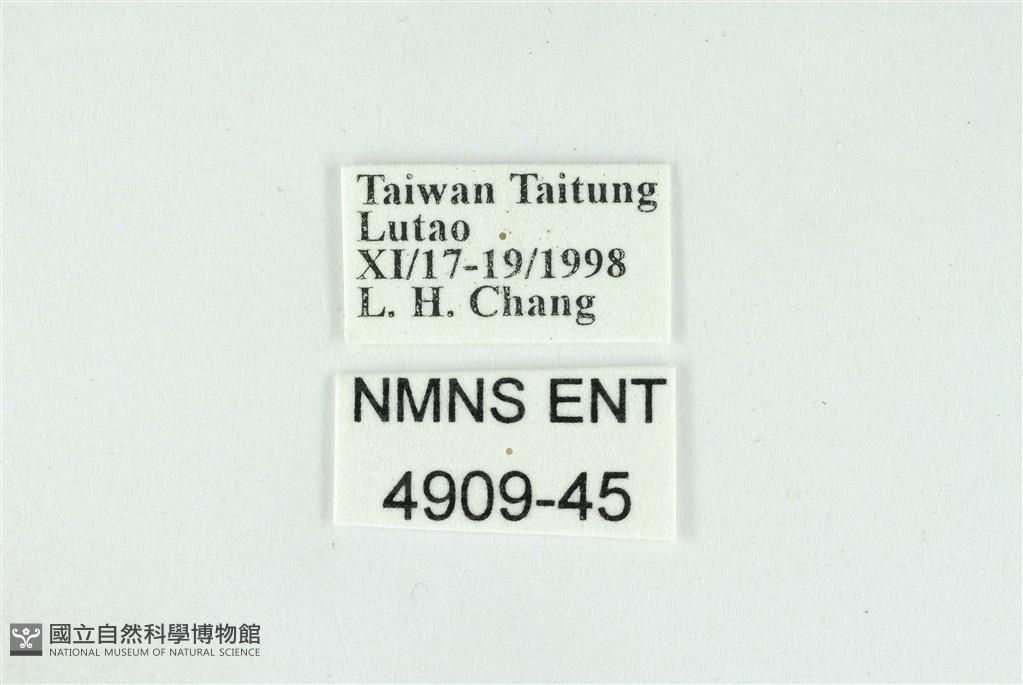 Taiwan Taitung
Lutao
XI/17-19/1998
L. H. Chang
NMNS ENT
4909-45
國立自然科學博物館
NATIONAL MUSEUM OF NATURAL SCIENCE